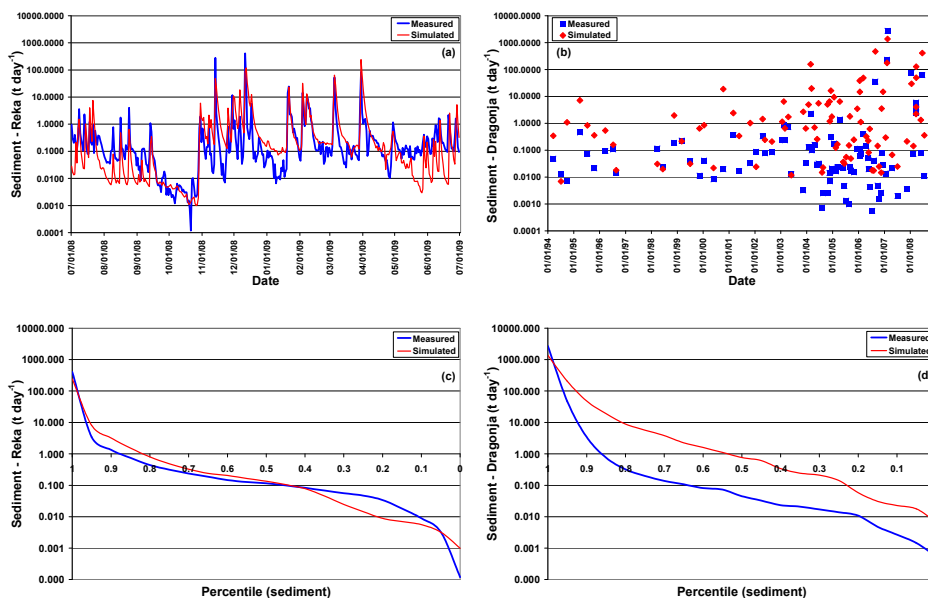 10000.0000
1000.0000
100.0000
10.0000
1.0000
0.1000
0.0100
0.0010
0.0001
Sediment - Reka (t day-1)
Measured
Simulated
(a)
07/01/08
08/01/08
09/01/08
10/01/08
11/01/08
12/01/08
01/01/09
02/01/09
03/01/09
04/01/09
05/01/09
06/01/09
07/01/09
Date
10000.0000
1000.0000
100.0000
10.0000
1.0000
0.1000
0.0100
0.0010
0.0001
Sediment - Dragonja (t day-1)
Measured
Simulated
(b)
01/01/94
01/01/95
01/01/96
01/01/97
01/01/98
01/01/99
01/01/00
01/01/01
01/01/02
01/01/03
01/01/04
01/01/05
01/01/06
01/01/07
01/01/08
Date
10000.000
1000.000
100.000
10.000
1.000
0.100
0.010
0.001
0.000
Sediment - Reka (t day-1)
Measured
Simulated
(c)
1 0.9 0.8 0.7 0.6 0.5 0.4 0.3 0.2 0.1 0
Percentile (sediment)
10000.000
1000.000
100.000
10.000
1.000
0.100
0.010
0.001
0.000
Sediment - Dragonja (t day-1)
Measured
Simulated
(d
1 0.9 0.8 0.7 0.6 0.5 0.4 0.3 0.2 0.1
Percentile (sediment)